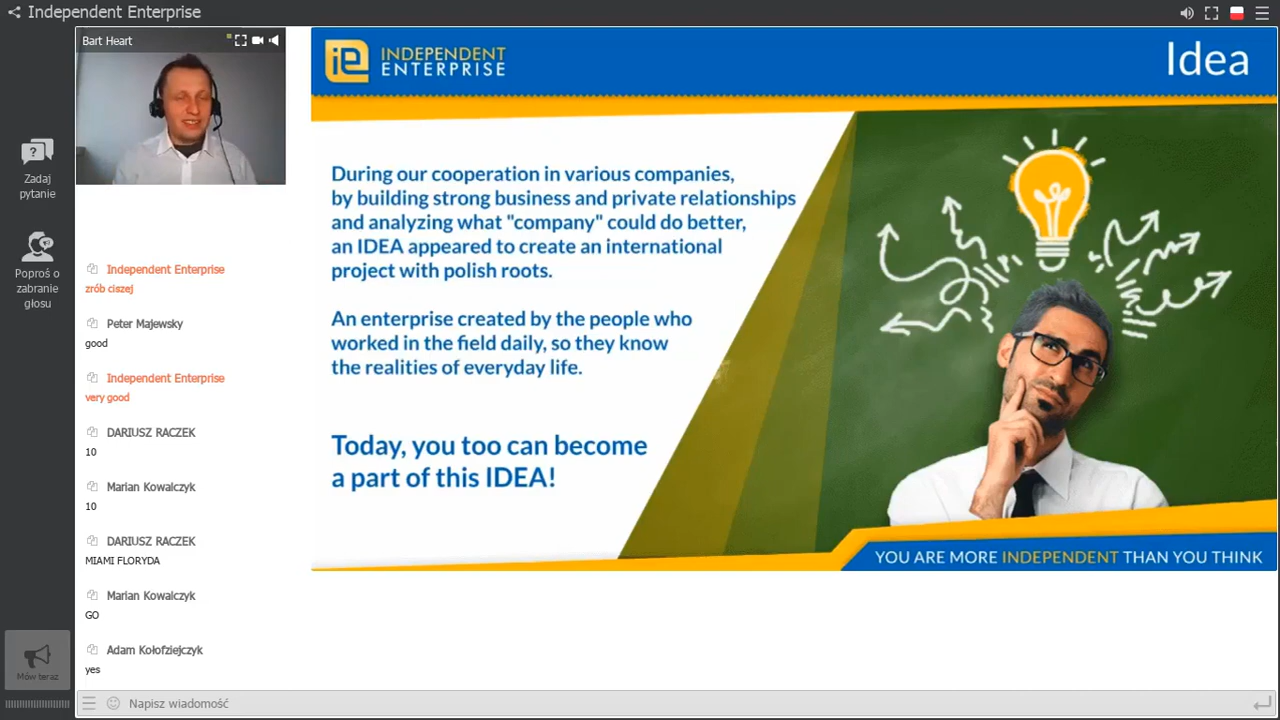 Independent Enterprise
Bart Heart
Zadaj
pytanie
Poproś o
zabranie
głosu
Mów teraz
Independent Enterprise
zrób ciszej
Peter Majewsky
good
Independent Enterprise
very good
DARIUSZ RACZEK
10
Marian Kowalczyk
10
DARIUSZ RACZEK
MIAMI FLORYDA
Marian Kowalczyk
GO
Adam Kołofziejczyk
yes
Napisz wiadomość
ie INDEPENDENT
ENTERPRISE
Idea
During our cooperation in various companies,
by building strong business and private relationships
and analyzing what "company" could do better,
an IDEA appeared to create an international
project with polish roots.
An enterprise created by the people who
worked in the field daily, so they know
the realities of everyday life.
Today, you too can become
a part of this IDEA!
YOU ARE MORE INDEPENDENT THAN YOU THINK